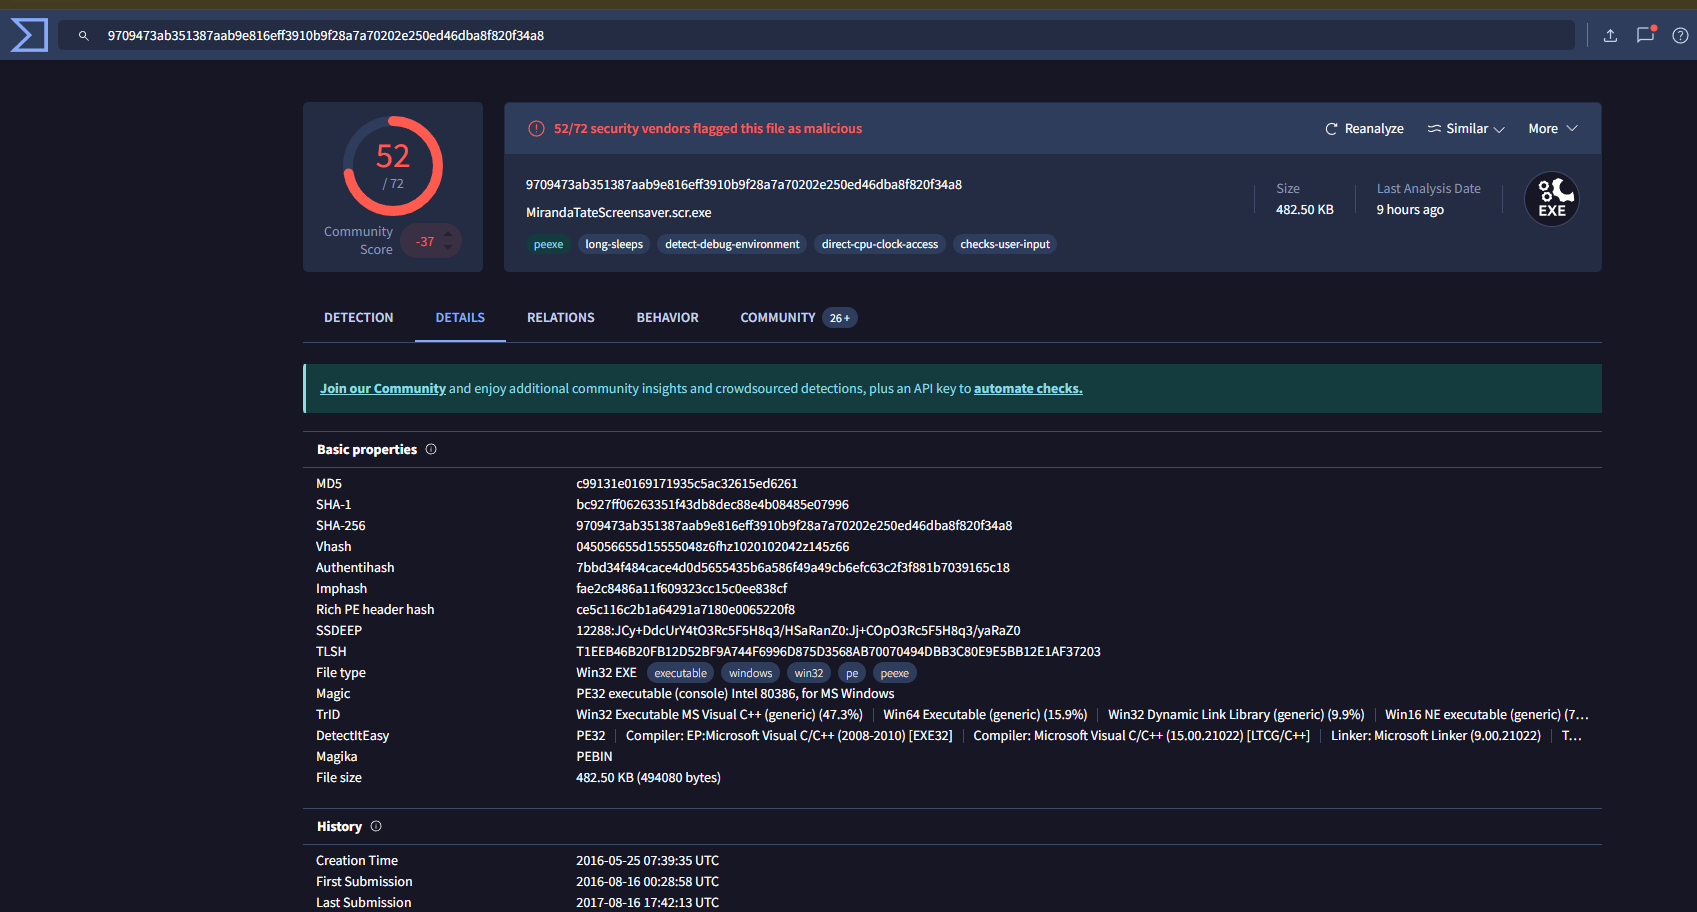 9709473ab351387aab9e816eff3910b9f28a7a70202e250ed46dba8f820f34a8
52
/ 72
Community
Score
-37
52/72 security vendors flagged this file as malicious
Reanalyze
Similar
More
9709473ab351387aab9e816eff3910b9f28a7a70202e250ed46dba8f820f34a8
MirandaTateScreensaver.scr.exe
peexe long-sleeps detect-debug-environment direct-cpu-clock-access checks-user-input
Size
482.50 KB
Last Analysis Date
9 hours ago
EXE
DETECTION DETAILS RELATIONS BEHAVIOR COMMUNITY 26+
Join our Community and enjoy additional community insights and crowdsourced detections, plus an API key to automate checks.
Basic properties
MD5 c99131e0169171935c5ac32615ed6261
SHA-1 bc927ff06263351f43db8dec88e4b08485e07996
SHA-256 9709473ab351387aab9e816eff3910b9f28a7a70202e250ed46dba8f820f34a8
Vhash 045056655d15555048z6fhz1020102042z145z66
Authentihash 7bbd34f484cace4d0d5655435b6a586f49a49cb6efc63c2f3f881b7039165c18
Imphash fae2c8486a11f609323cc15c0ee838cf
Rich PE header hash ce5c116c2b1a64291a7180e0065220f8
SSDEEP 12288:JCy+DdcUrY4tO3Rc5F5H8q3/HSaRanZ0:Jj+COpO3Rc5F5H8q3/yaRaZ0
TLSH T1EEB46B20FB12D52BF9A744F6996D875D3568AB70070494DBB3C80E9E5BB12E1AF37203
File type Win32 EXE executable windows win32 pe peexe
Magic PE32 executable (console) Intel 80386, for MS Windows
TrID Win32 Executable MS Visual C++ (generic) (47.3%) Win64 Executable (generic) (15.9%) Win32 Dynamic Link Library (generic) (9.9%) Win16 NE executable (generic) (7...
DetectItEasy PE32 Compiler: EP:Microsoft Visual C/C++ (2008-2010) [EXE32] Compiler: Microsoft Visual C/C++ (15.00.21022) [LTCG/C++] Linker: Microsoft Linker (9.00.21022) T...
Magika PEBIN
File size 482.50 KB (494080 bytes)
History
Creation Time 2016-05-25 07:39:35 UTC
First Submission 2016-08-16 00:28:58 UTC
Last Submission 2017-08-16 17:42:13 UTC